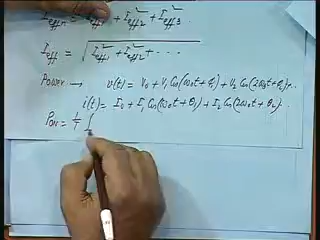 I²eff n = I²eff1 + I²eff2 + I²eff3
Ieff = √(I²eff1 + I²eff2 + ...
Power → v(t) = V0 + V1 Cos(ω0t + θ1) + V2 Cos(2ω0t + θ2)..
i(t) = I0 + I1 Cos(ω0t + φ1) + I2 Cos(2ω0t + φ2)..
Pav = 1/T ∫